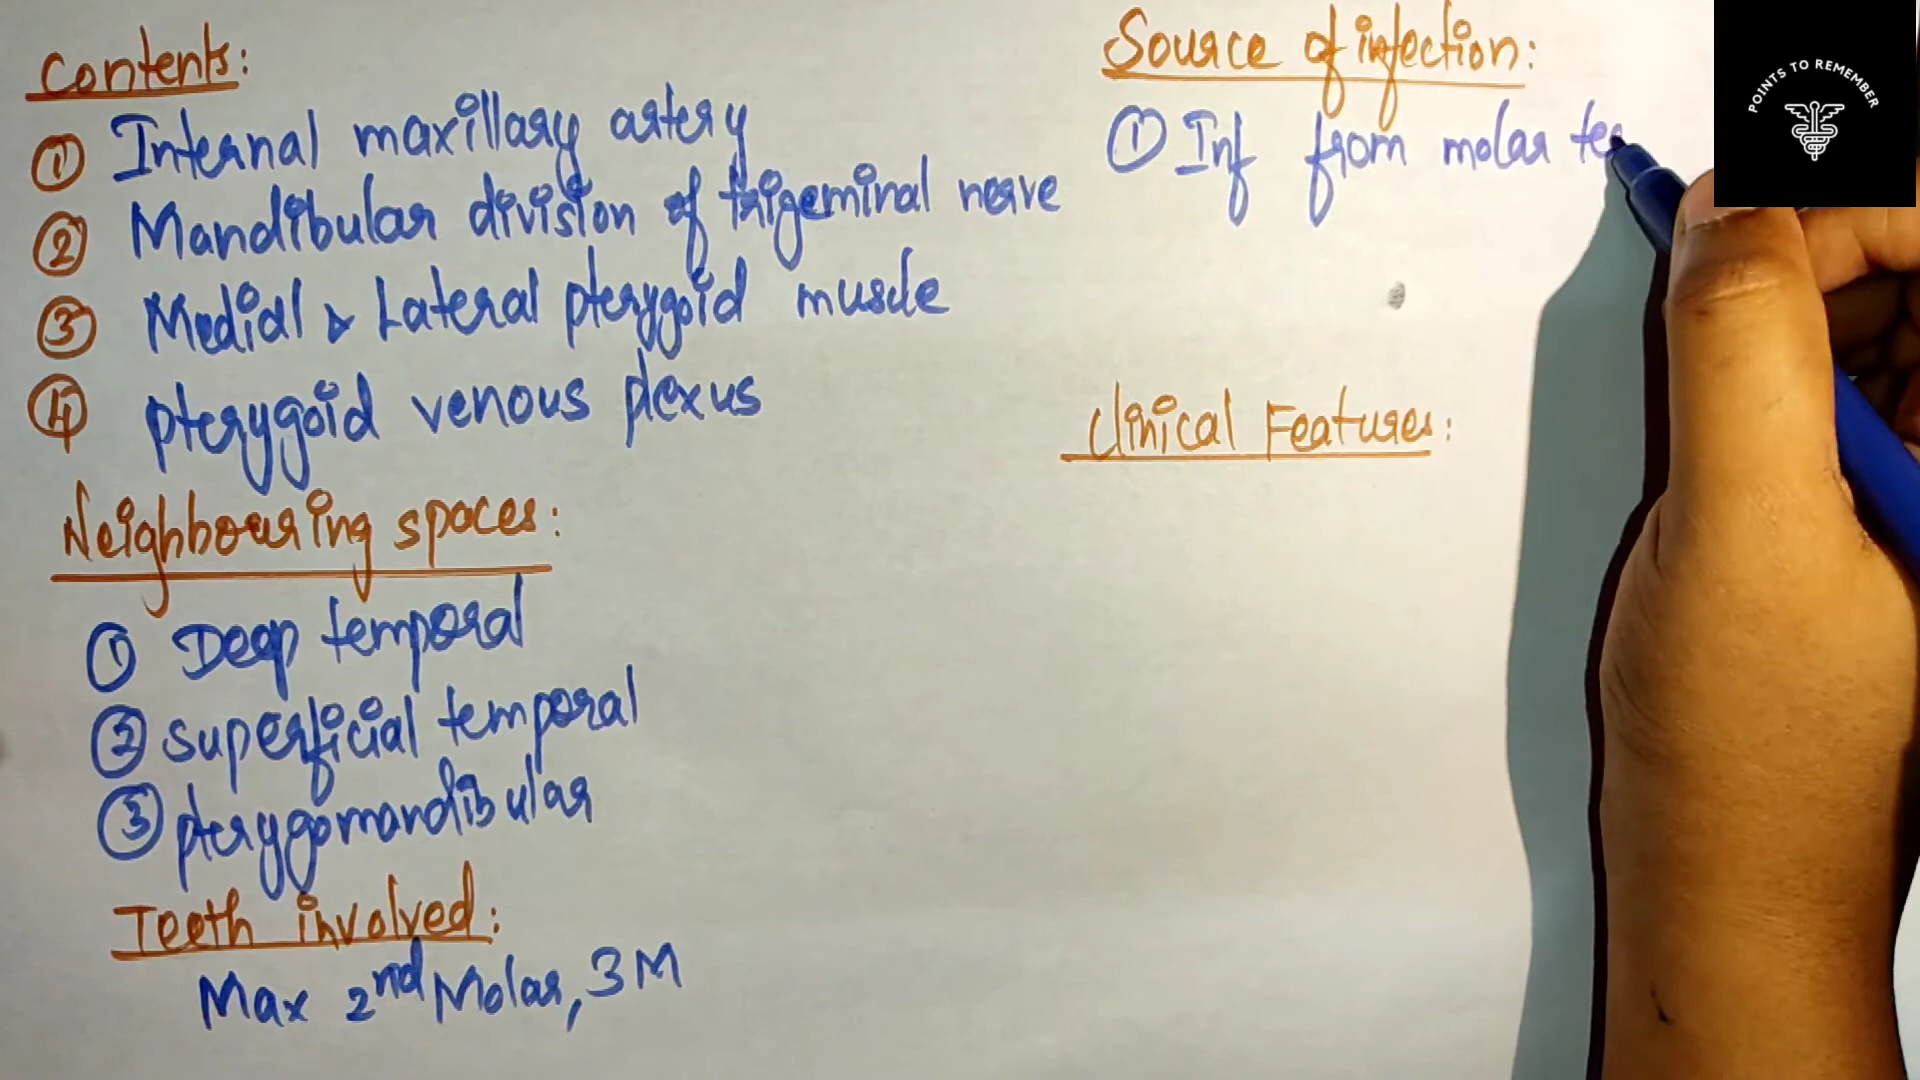 Contents:
① Internal maxillary artery
② Mandibular division of trigeminal nerve
③ Medial & Lateral pterygoid muscle
④ pterygoid venous plexus
Neighbouring spaces:
① Deep temporal
② superficial temporal
③ pterygomandibular
Teeth involved:
Max 2nd Molar, 3M
Source of infection:
① Inf from molar tee
Clinical Features:
POINTS TO REMEMBER